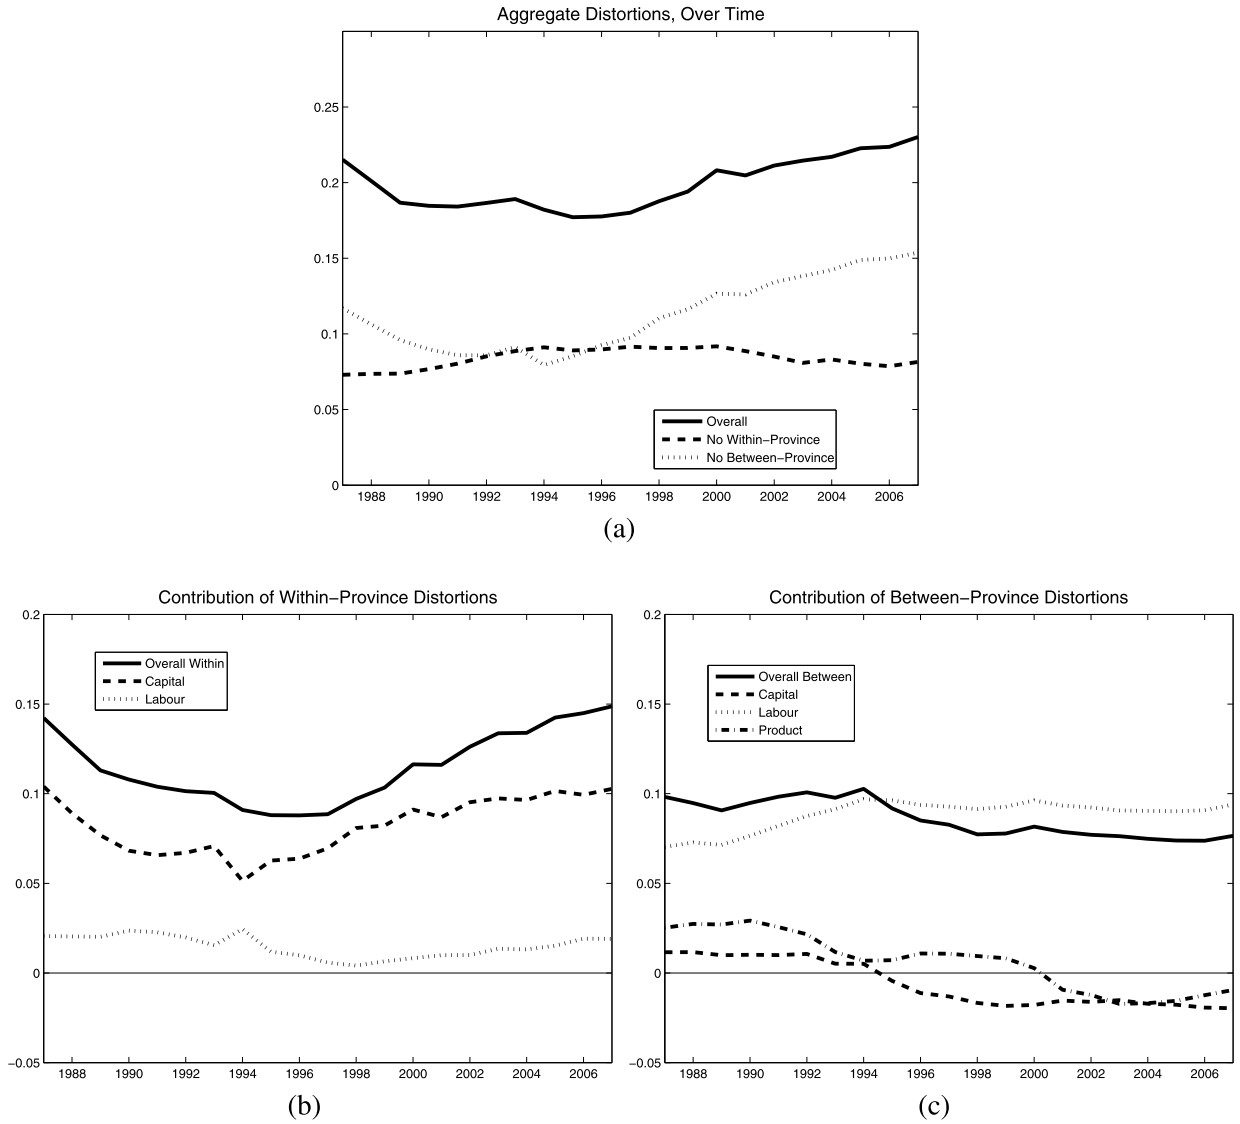 Aggregate Distortions, Over Time
0.25
0.2
0.15
0.1
0.05
0
Overall
No Within−Province
No Between−Province
1988 1990 1992 1994 1996 1998 2000 2002 2004 2006
(a)
Contribution of Within−Province Distortions
0.2
0.15
0.1
0.05
0
−0.05
Overall Within
Capital
Labour
1988 1990 1992 1994 1996 1998 2000 2002 2004 2006
(b)
Contribution of Between−Province Distortions
0.2
0.15
0.1
0.05
0
−0.05
Overall Between
Capital
Labour
Product
1988 1990 1992 1994 1996 1998 2000 2002 2004 2006
(c)